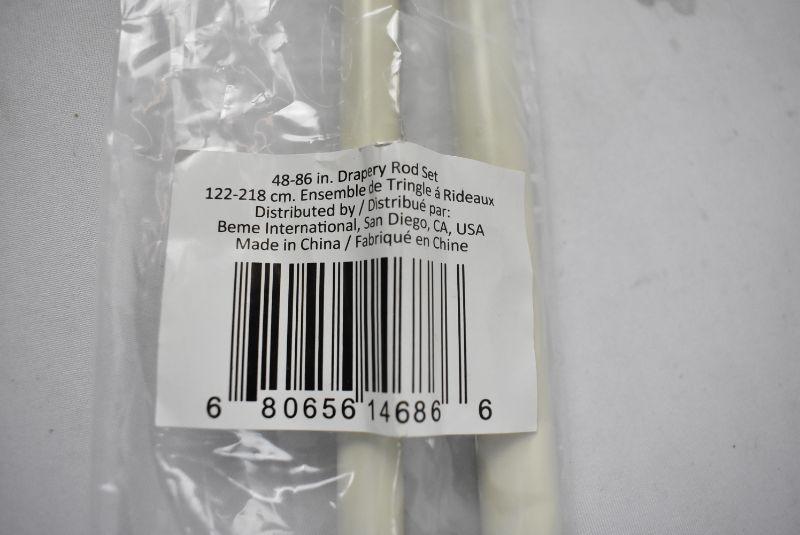 48-86 in. Drapery Rod Set
122-218 cm. Ensemble de Tringle á Rideaux
Distributed by / Distribué par:
Beme International, San Diego, CA, USA
Made in China / Fabriqué en Chine
6 80656 14686 6